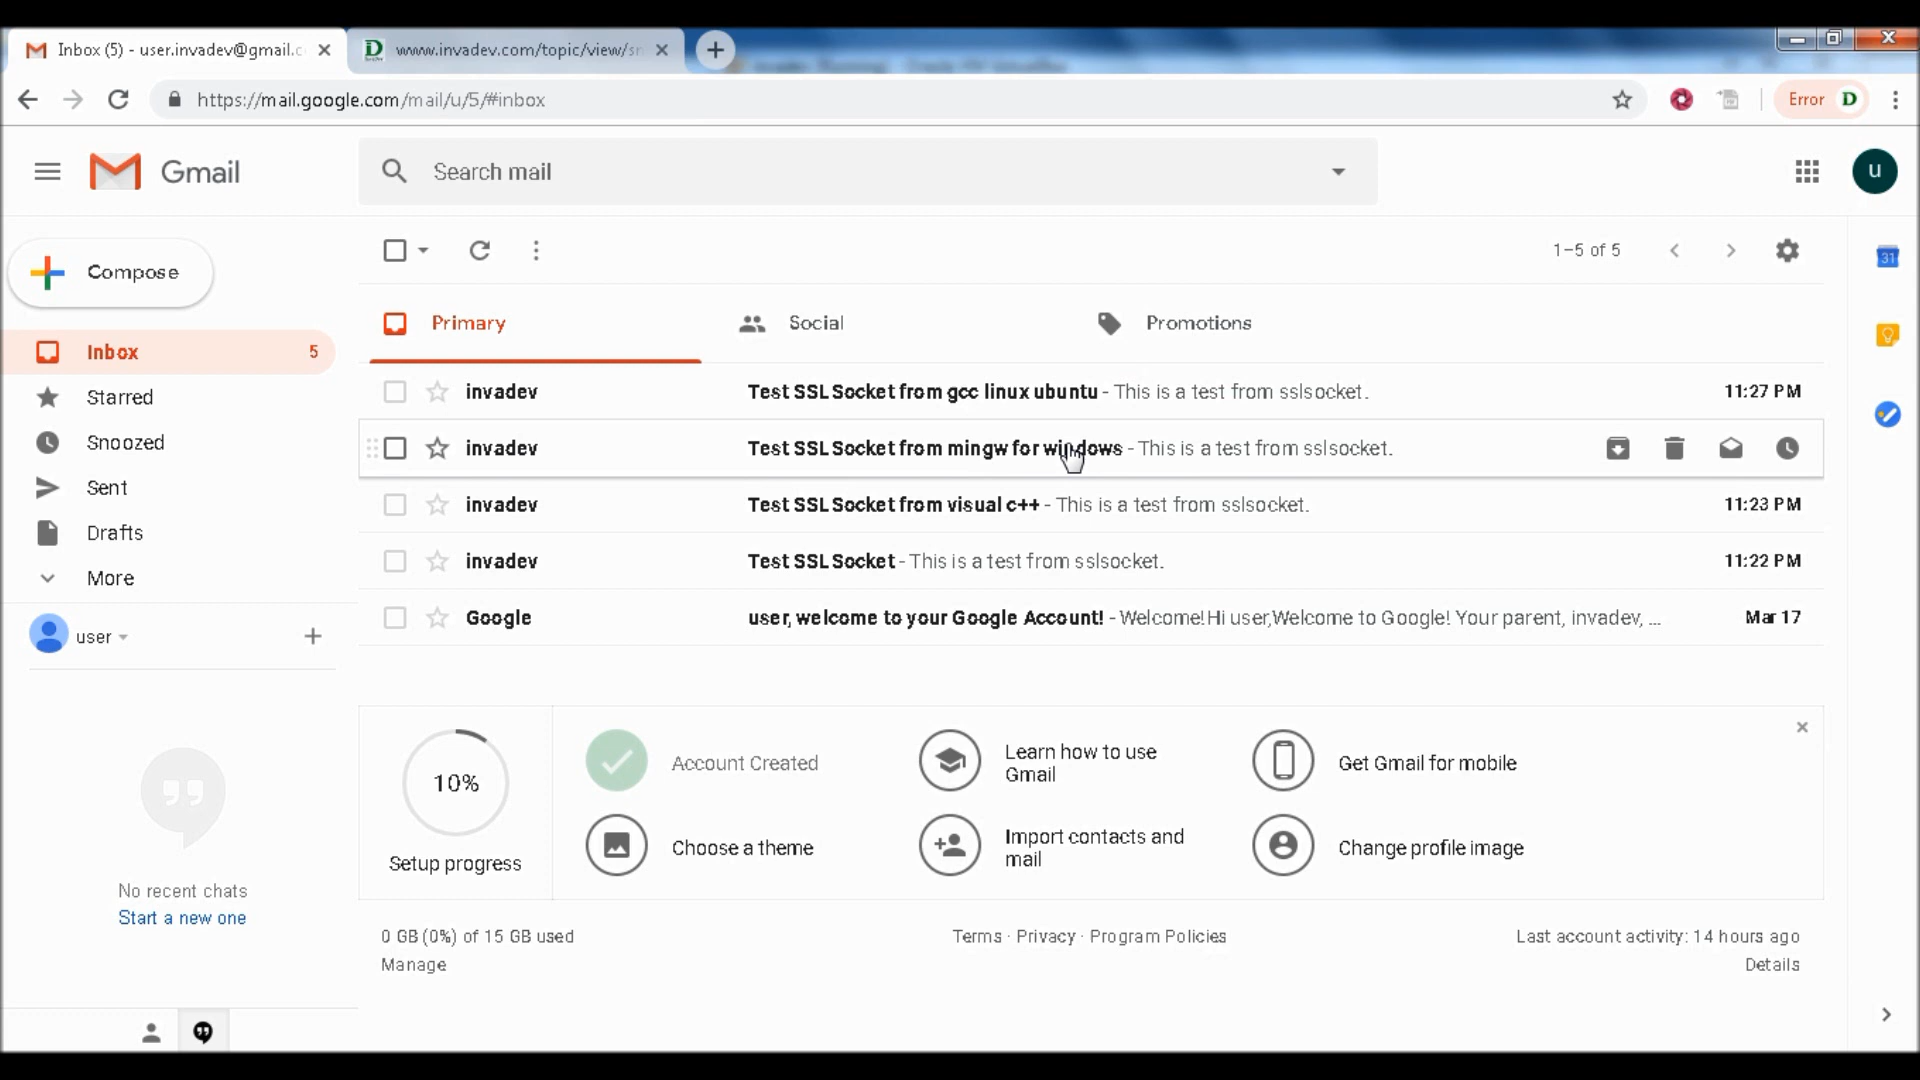 Inbox (5) - user.invadev@gmail.c
www.invadev.com/topic/view/s
https://mail.google.com/mail/u/5/#inbox
Error D
Gmail
Search mail
u
Compose
1–5 of 5
31
Primary
Social
Promotions
Inbox 5
Starred
Snoozed
Sent
Drafts
More
user
invadev Test SSL Socket from gcc linux ubuntu - This is a test from sslsocket. 11:27 PM
invadev Test SSL Socket from mingw for windows - This is a test from sslsocket.
invadev Test SSL Socket from visual c++ - This is a test from sslsocket. 11:23 PM
invadev Test SSL Socket - This is a test from sslsocket. 11:22 PM
Google user, welcome to your Google Account! - Welcome!Hi user,Welcome to Google! Your parent, invadev, ... Mar 17
10%
Setup progress
Account Created
Learn how to use
Gmail
Get Gmail for mobile
Choose a theme
Import contacts and
mail
Change profile image
No recent chats
Start a new one
0 GB (0%) of 15 GB used
Manage
Terms · Privacy · Program Policies
Last account activity: 14 hours ago
Details